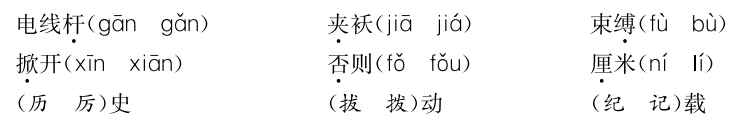 电线杆(gān gǎn) 夹袄(jiā jiá) 束缚(fù bù)
掀开(xīn xiān) 否则(fǒ fǒu) 厘米(ní lí)
(历 厉)史 (拔 拨)动 (纪 记)载